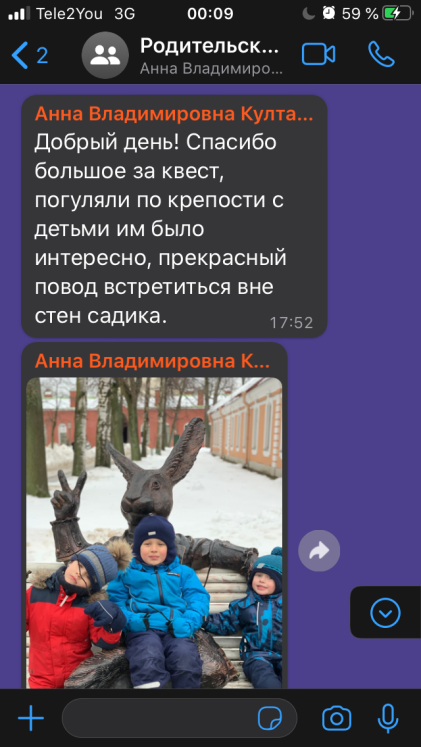 Tele2You 3G 00:09 59 %
2 Родительск...
Анна Владимиро...
Анна Владимировна Култа...
Добрый день! Спасибо
большое за квест,
погуляли по крепости с
детьми им было
интересно, прекрасный
повод встретиться вне
стен садика.
17:52
Анна Владимировна К...